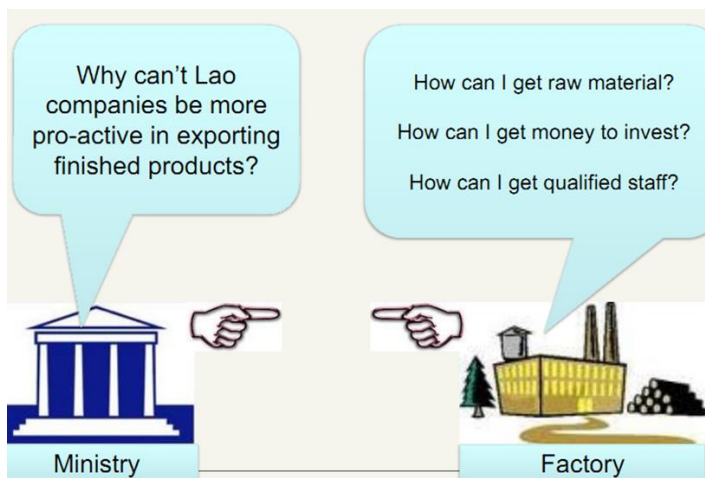 Why can't Lao
companies be more
pro-active in exporting
finished products?
How can I get raw material?
How can I get money to invest?
How can I get qualified staff?
Ministry
Factory